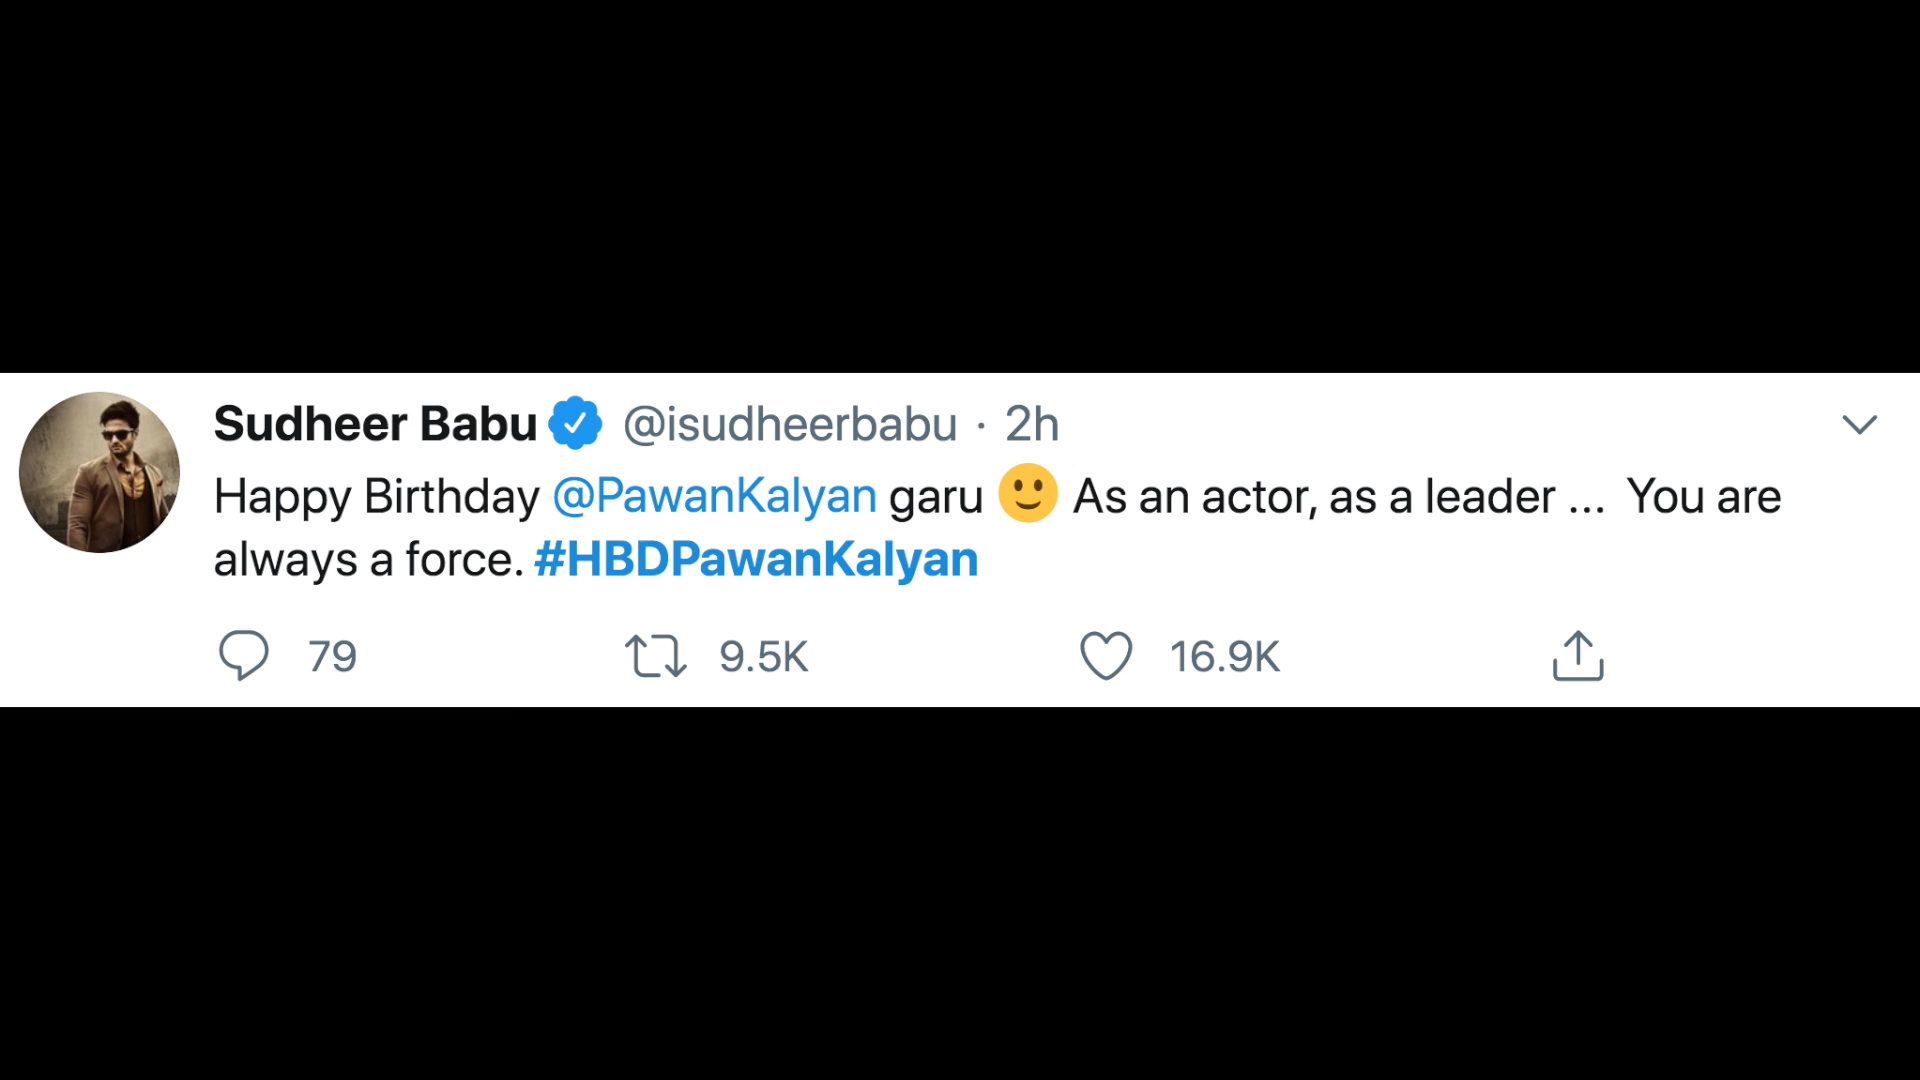 Sudheer Babu @isudheerbabu · 2h
Happy Birthday @PawanKalyan garu 🙂 As an actor, as a leader ... You are
always a force. #HBDPawanKalyan
79 9.5K 16.9K